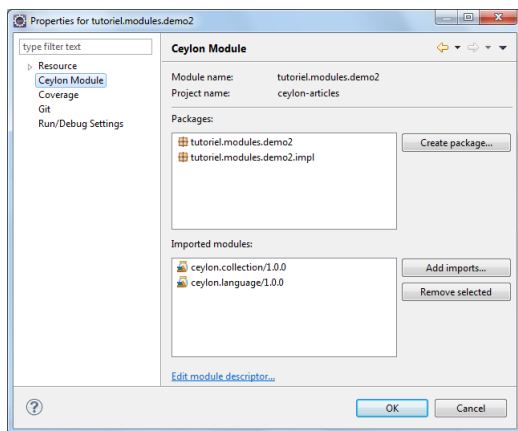 Properties for tutoriel.modules.demo2
type filter text
Resource
Ceylon Module
Coverage
Git
Run/Debug Settings
Ceylon Module
Module name: tutoriel.modules.demo2
Project name: ceylon-articles
Packages:
tutoriel.modules.demo2
tutoriel.modules.demo2.impl
Create package...
Imported modules:
ceylon.collection/1.0.0
ceylon.language/1.0.0
Add imports...
Remove selected
Edit module descriptor...
OK
Cancel